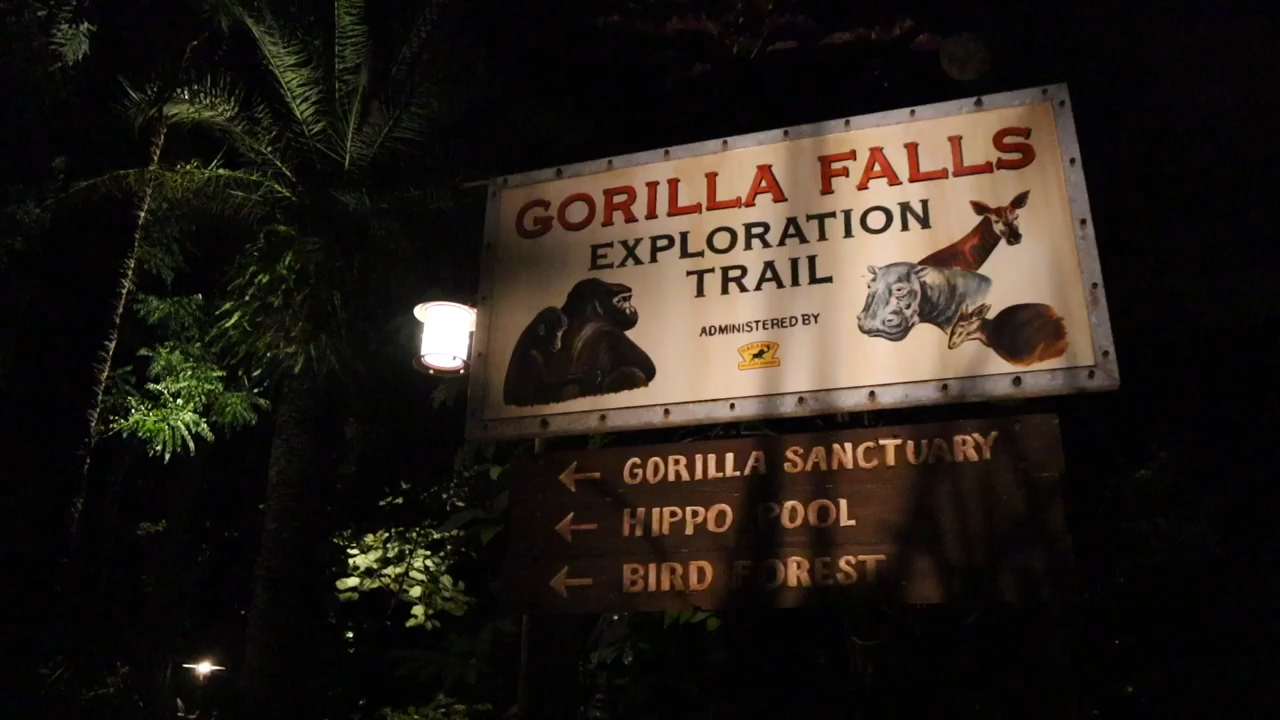 GORILLA FALLS
EXPLORATION
TRAIL
ADMINISTERED BY
← GORILLA SANCTUARY
← HIPPO POOL
← BIRD FOREST